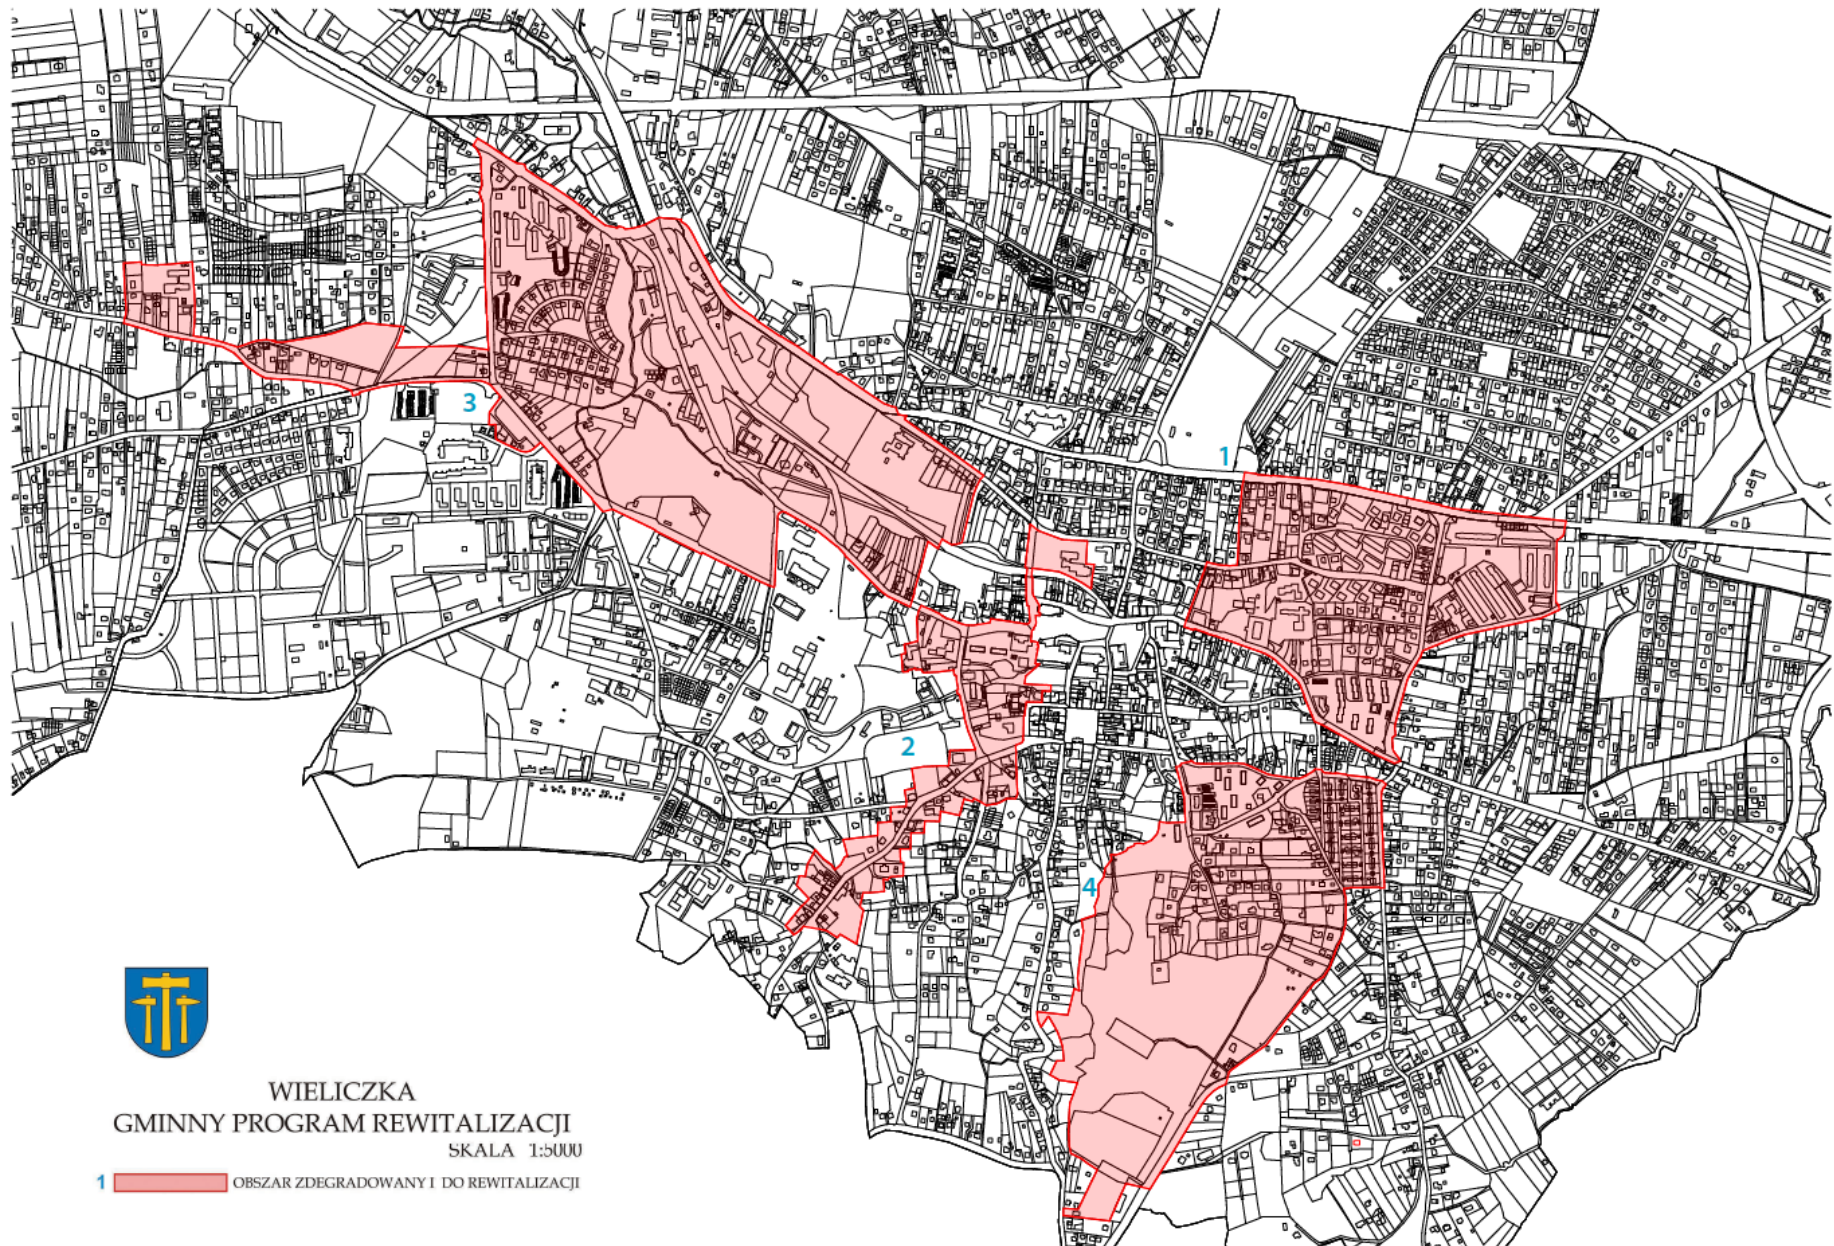 3
1
2
4
WIELICZKA
GMINNY PROGRAM REWITALIZACJI
SKALA 1:5000
1 OBSZAR ZDEGRADOWANY I DO REWITALIZACJI